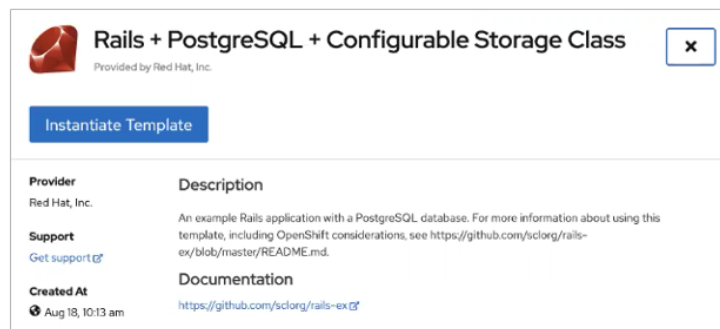 Rails + PostgreSQL + Configurable Storage Class
Provided by Red Hat, Inc.
Instantiate Template
Provider
Red Hat, Inc.
Support
Get support
Created At
Aug 18, 10:13 am
Description
An example Rails application with a PostgreSQL database. For more information about using this
template, including OpenShift considerations, see https://github.com/sclorg/rails-
ex/blob/master/README.md.
Documentation
https://github.com/sclorg/rails-ex